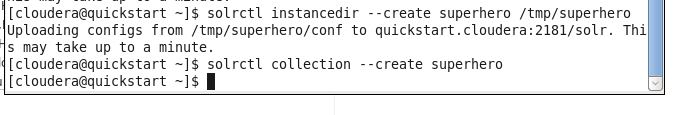 [cloudera@quickstart ~]$ solrctl instancedir --create superhero /tmp/superhero
Uploading configs from /tmp/superhero/conf to quickstart.cloudera:2181/solr. Thi
s may take up to a minute.
[cloudera@quickstart ~]$ solrctl collection --create superhero
[cloudera@quickstart ~]$